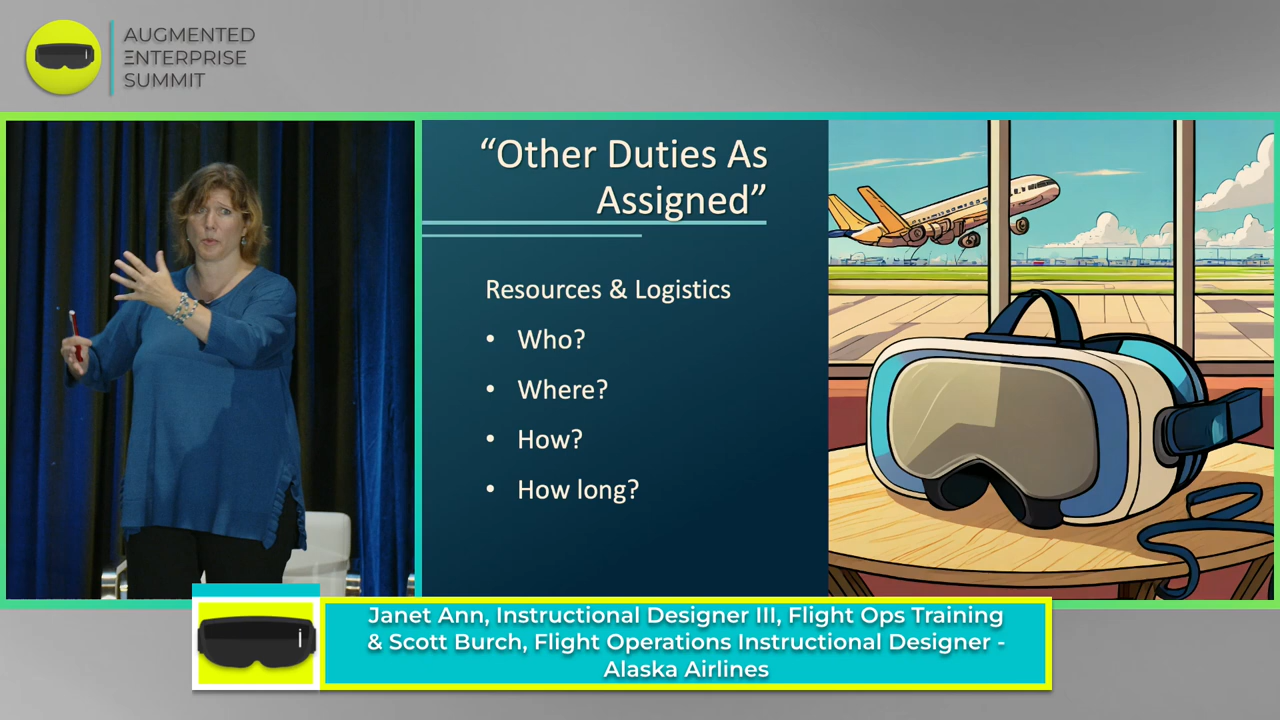 AUGMENTED
ENTERPRISE
SUMMIT
“Other Duties As
Assigned”
Resources & Logistics
• Who?
• Where?
• How?
• How long?
Janet Ann, Instructional Designer III, Flight Ops Training
& Scott Burch, Flight Operations Instructional Designer -
Alaska Airlines